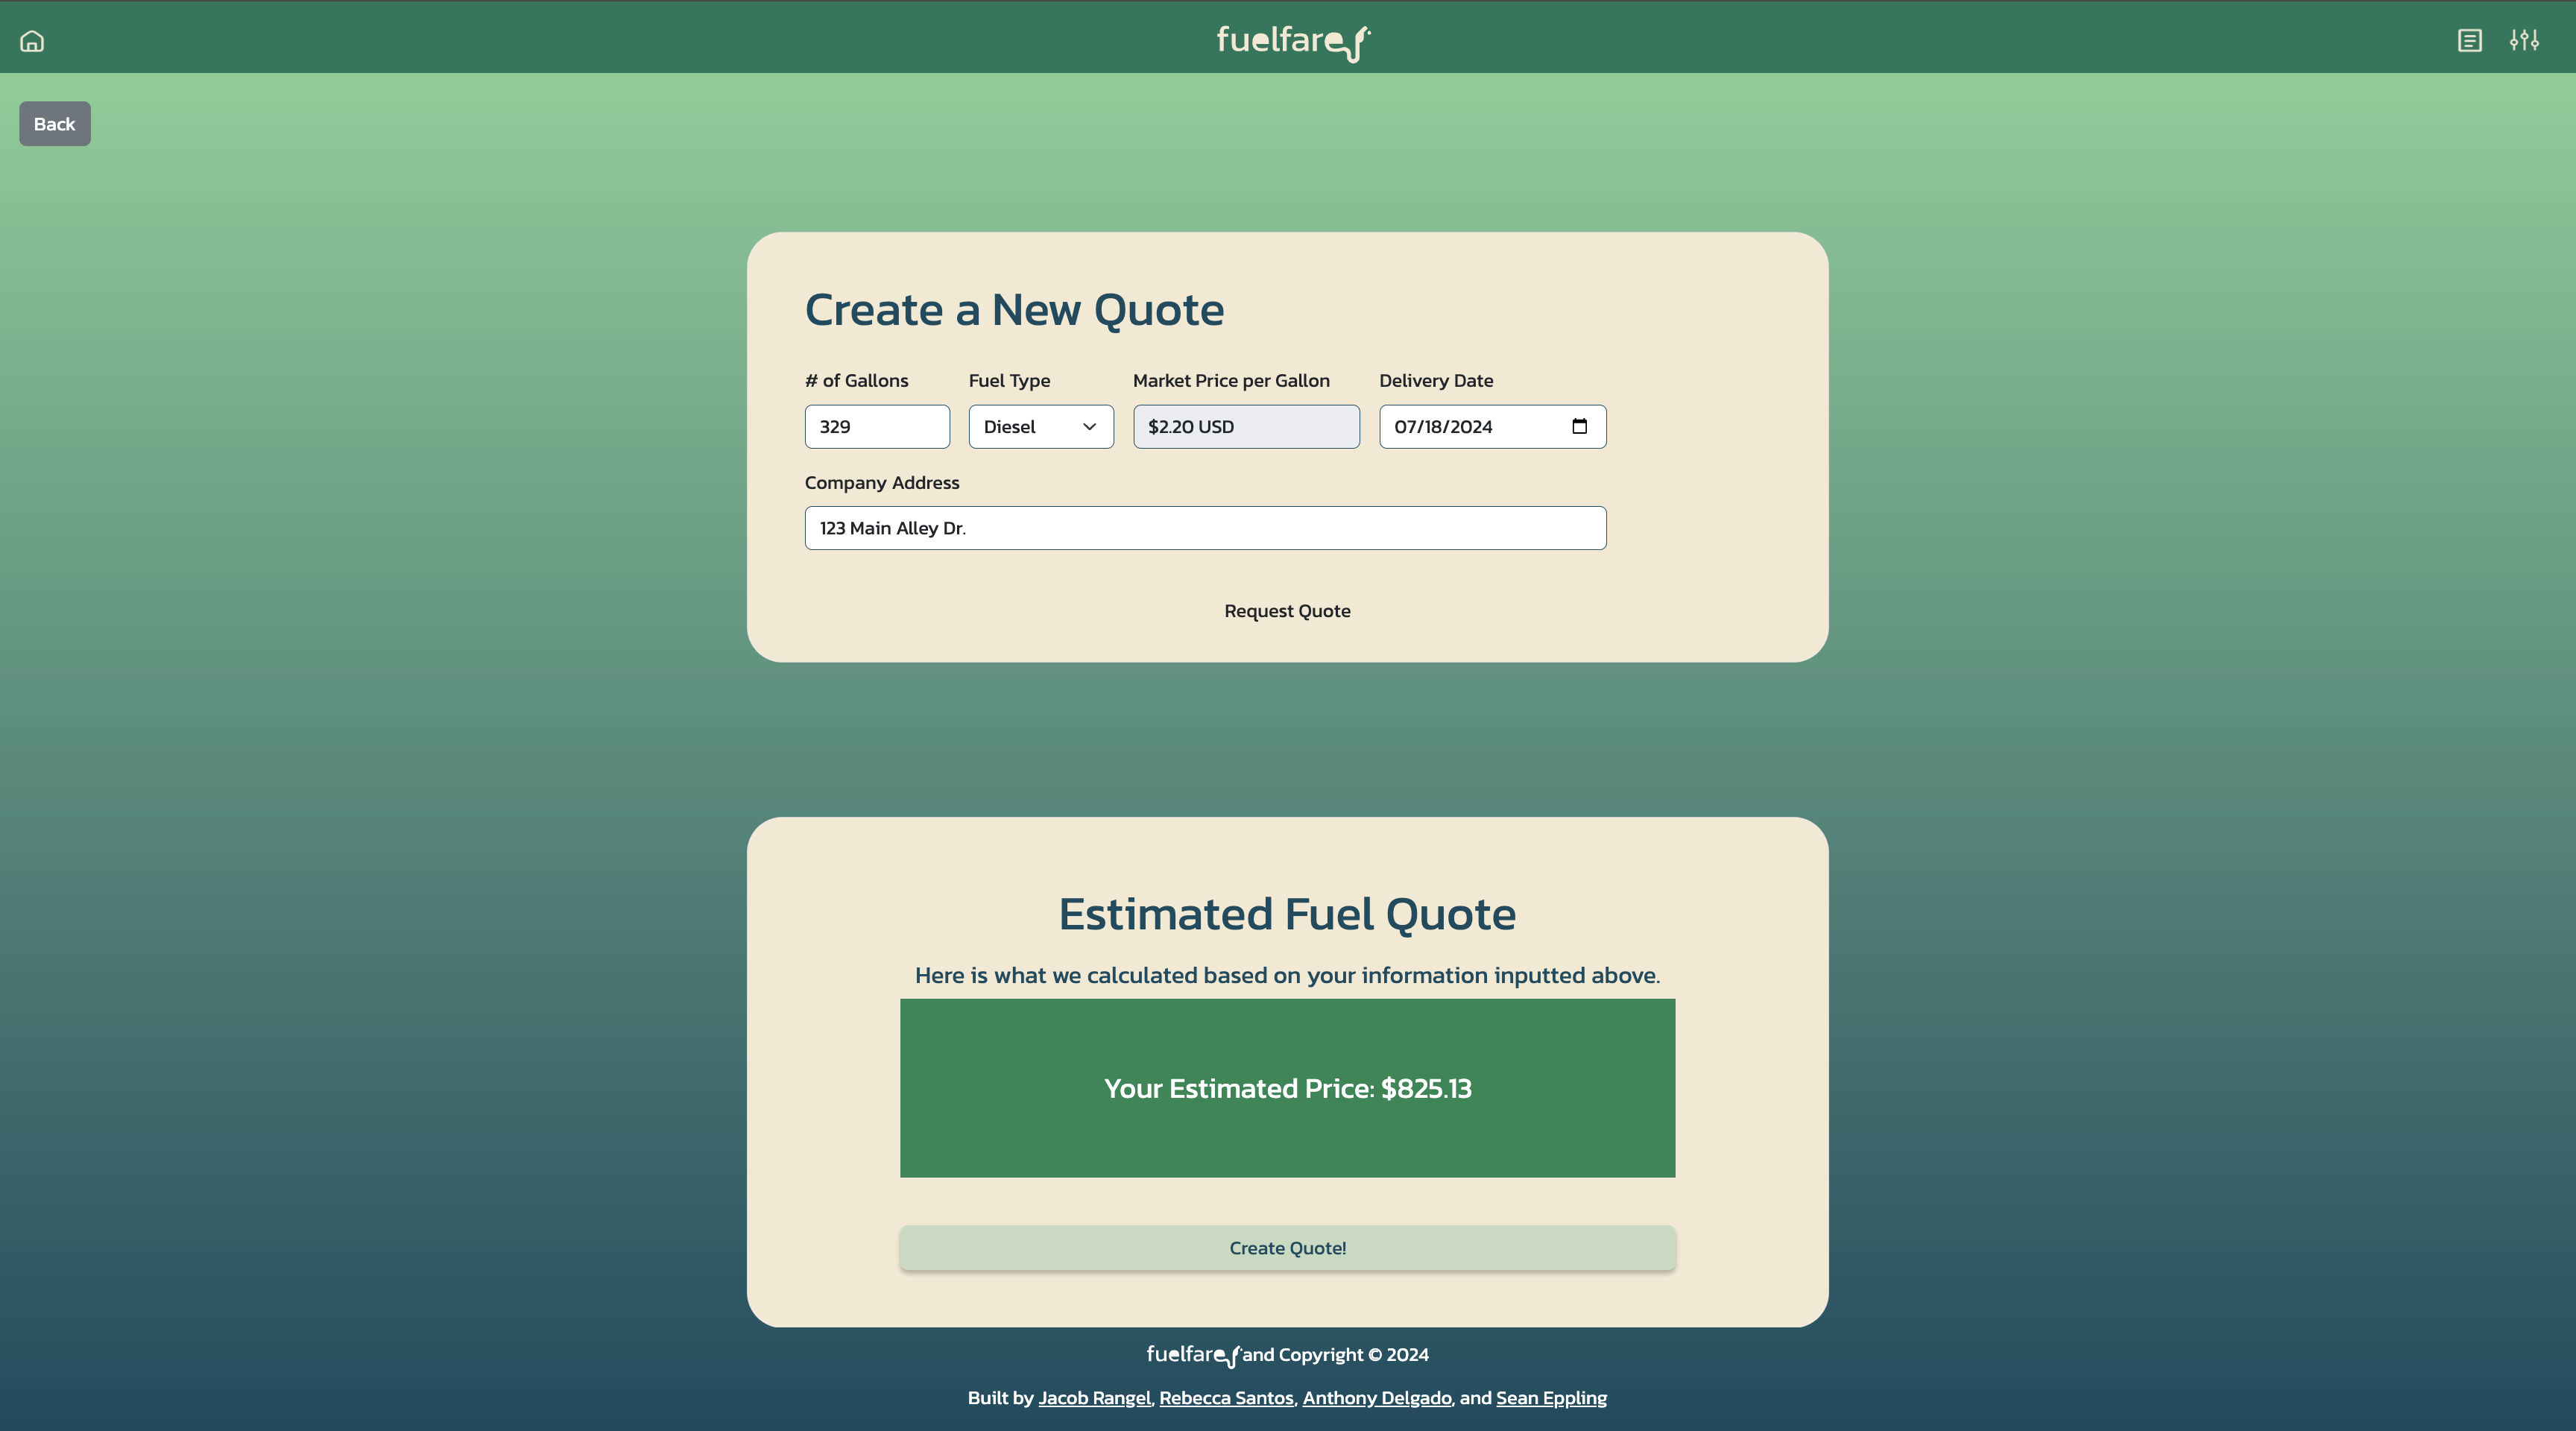 fuelfare
Back
Create a New Quote
# of Gallons Fuel Type Market Price per Gallon Delivery Date
329 Diesel $2.20 USD 07/18/2024
Company Address
123 Main Alley Dr.
Request Quote
Estimated Fuel Quote
Here is what we calculated based on your information inputted above.
Your Estimated Price: $825.13
Create Quote!
fuelfare and Copyright © 2024
Built by Jacob Rangel, Rebecca Santos, Anthony Delgado, and Sean Eppling